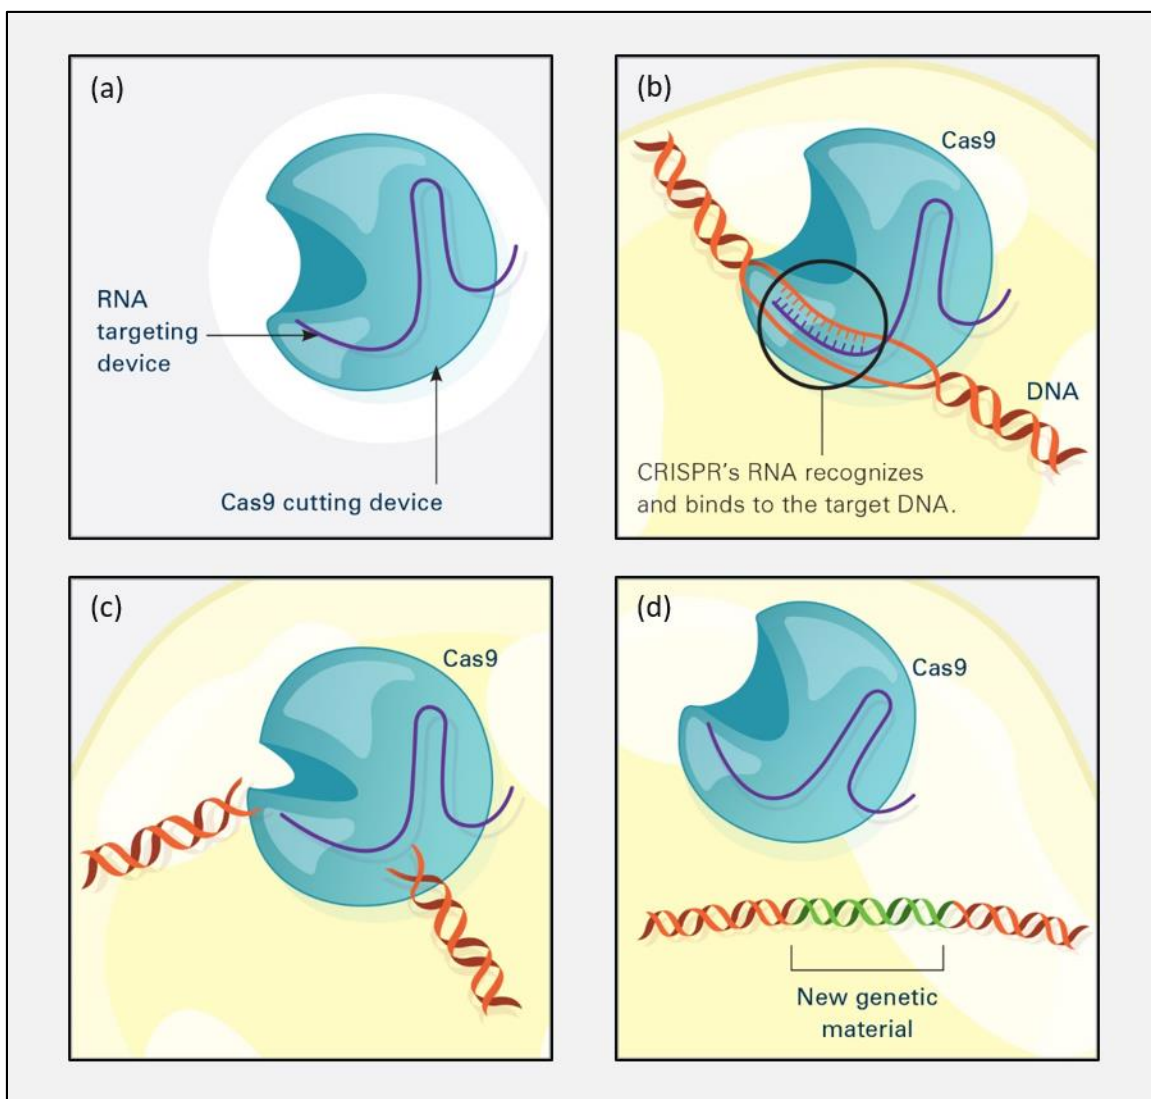 (a)
RNA
targeting
device
Cas9 cutting device
(b)
Cas9
DNA
CRISPR's RNA recognizes
and binds to the target DNA.
(c)
Cas9
(d)
Cas9
New genetic
material